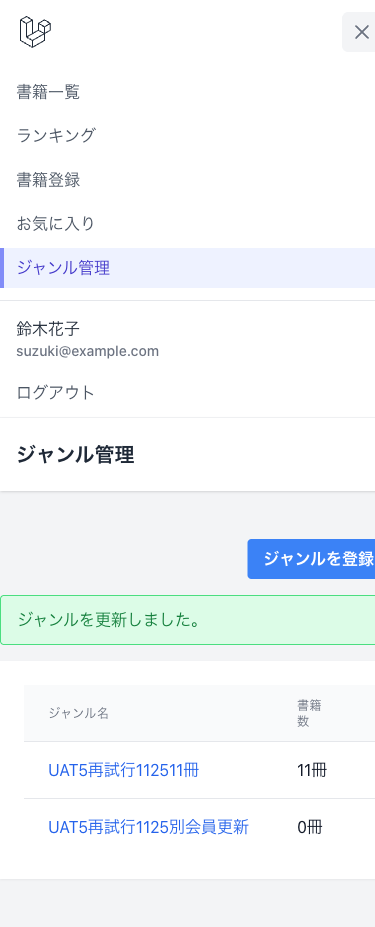 書籍一覧
ランキング
書籍登録
お気に入り
ジャンル管理
鈴木花子
suzuki@example.com
ログアウト
ジャンル管理
ジャンルを登録
ジャンルを更新しました。
ジャンル名
書籍
数
UAT5再試行112511冊
11冊
UAT5再試行1125別会員更新
0冊